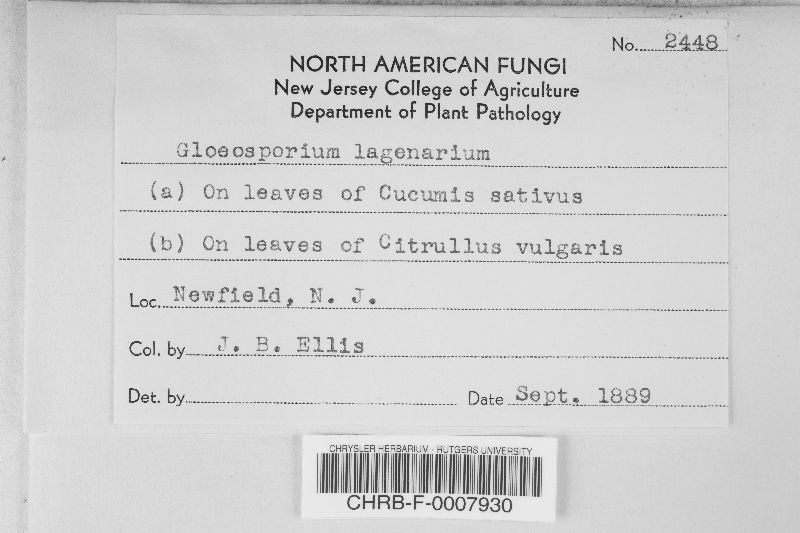 No. 2448
NORTH AMERICAN FUNGI
New Jersey College of Agriculture
Department of Plant Pathology
Gloeosporium lagenarium
(a) On leaves of Cucumis sativus
(b) On leaves of Citrullus vulgaris
Loc. Newfield, N. J.
Col. by J. B. Ellis
Det. by Date Sept. 1889
CHRYSLER HERBARIUM - RUTGERS UNIVERSITY
CHRB-F-0007930